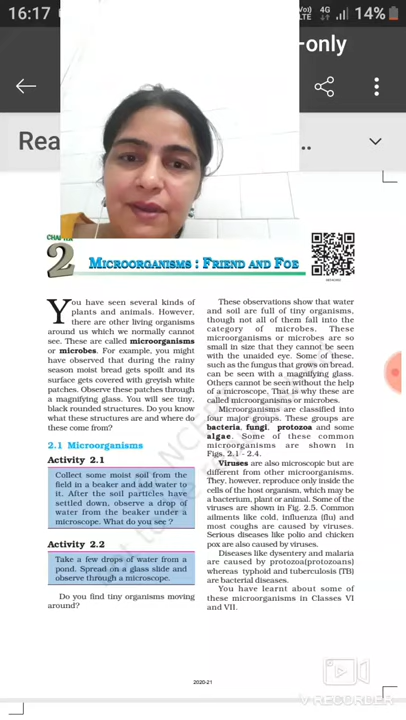 16:17
Voi)
LTE
4G
14%
-only
Rea
..
CHAPTER
2
MICROORGANISMS : FRIEND AND FOE
You have seen several kinds of
plants and animals. However,
there are other living organisms
around us which we normally cannot
see. These are called microorganisms
or microbes. For example, you might
have observed that during the rainy
season moist bread gets spoilt and its
surface gets covered with greyish white
patches. Observe these patches through
a magnifying glass. You will see tiny,
black rounded structures. Do you know
what these structures are and where do
these come from?
2.1 Microorganisms
Activity 2.1
Collect some moist soil from the
field in a beaker and add water to
it. After the soil particles have
settled down, observe a drop of
water from the beaker under a
microscope. What do you see ?
Activity 2.2
Take a few drops of water from a
pond. Spread on a glass slide and
observe through a microscope.
Do you find tiny organisms moving
around?
These observations show that water
and soil are full of tiny organisms,
though not all of them fall into the
category of microbes. These
microorganisms or microbes are so
small in size that they cannot be seen
with the unaided eye. Some of these,
such as the fungus that grows on bread,
can be seen with a magnifying glass.
Others cannot be seen without the help
of a microscope. That is why these are
called microorganisms or microbes.
Microorganisms are classified into
four major groups. These groups are
bacteria, fungi, protozoa and some
algae. Some of these common
microorganisms are shown in
Figs. 2.1 - 2.4.
Viruses are also microscopic but are
different from other microorganisms.
They, however, reproduce only inside the
cells of the host organism, which may be
a bacterium, plant or animal. Some of the
viruses are shown in Fig. 2.5. Common
ailments like cold, influenza (flu) and
most coughs are caused by viruses.
Serious diseases like polio and chicken
pox are also caused by viruses.
Diseases like dysentery and malaria
are caused by protozoa(protozoans)
whereas typhoid and tuberculosis (TB)
are bacterial diseases.
You have learnt about some of
these microorganisms in Classes VI
and VII.
2020-21
V RECORDER